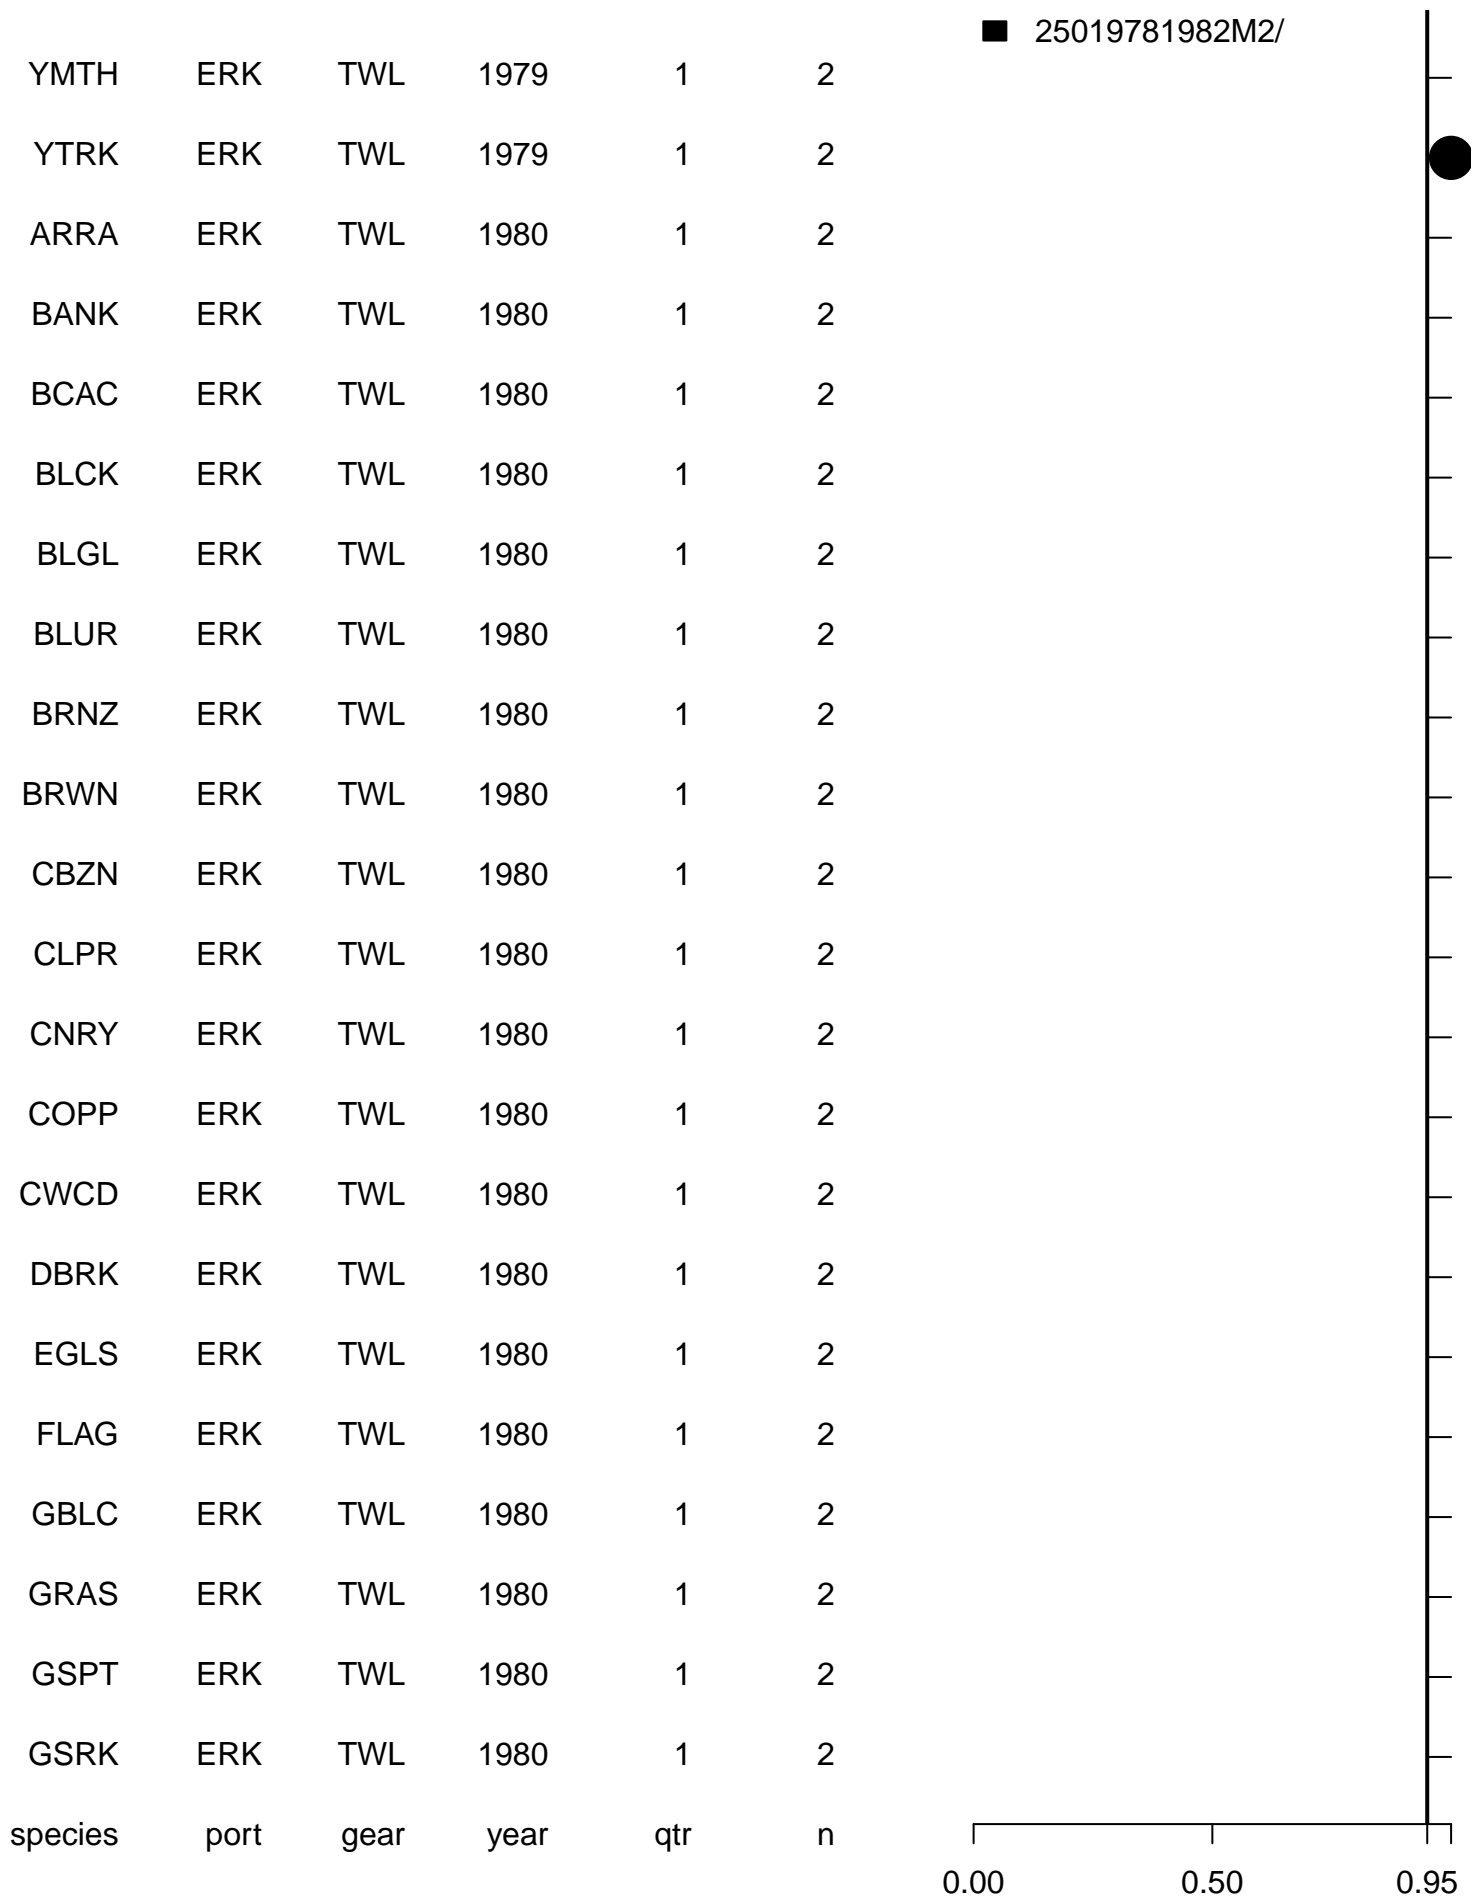 25019781982M2/
YMTH ERK TWL 1979 1 2
YTRK ERK TWL 1979 1 2
ARRA ERK TWL 1980 1 2
BANK ERK TWL 1980 1 2
BCAC ERK TWL 1980 1 2
BLCK ERK TWL 1980 1 2
BLGL ERK TWL 1980 1 2
BLUR ERK TWL 1980 1 2
BRNZ ERK TWL 1980 1 2
BRWN ERK TWL 1980 1 2
CBZN ERK TWL 1980 1 2
CLPR ERK TWL 1980 1 2
CNRY ERK TWL 1980 1 2
COPP ERK TWL 1980 1 2
CWCD ERK TWL 1980 1 2
DBRK ERK TWL 1980 1 2
EGLS ERK TWL 1980 1 2
FLAG ERK TWL 1980 1 2
GBLC ERK TWL 1980 1 2
GRAS ERK TWL 1980 1 2
GSPT ERK TWL 1980 1 2
GSRK ERK TWL 1980 1 2
species port gear year qtr n
0.00 0.50 0.95